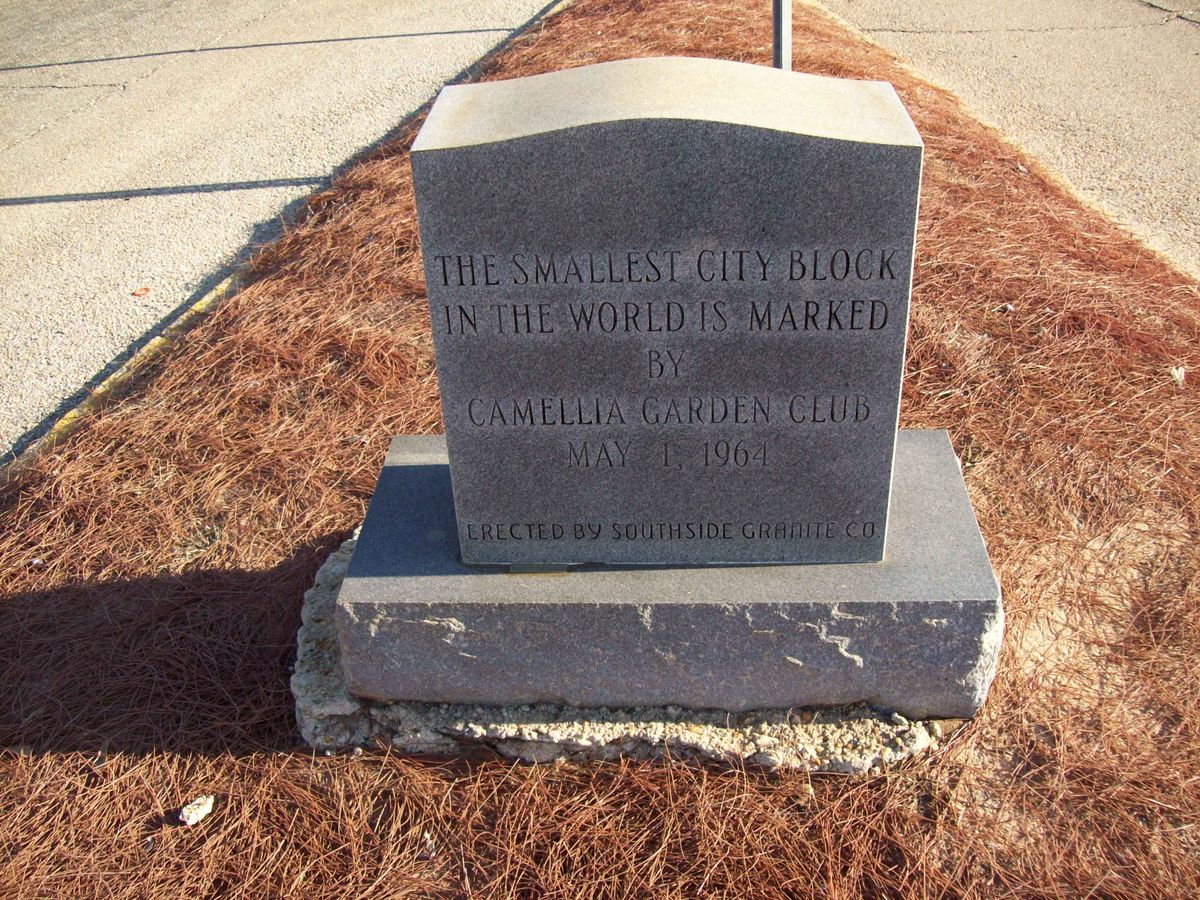 THE SMALLEST CITY BLOCK
IN THE WORLD IS MARKED
BY
CAMELLIA GARDEN CLUB
MAY 1, 1964
ERECTED BY SOUTHSIDE GRANITE CO.